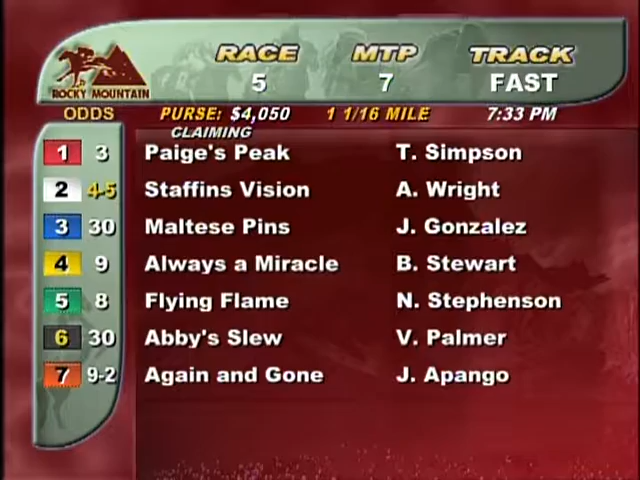 RACE MTP TRACK
ROCKY MOUNTAIN 5 7 FAST
ODDS PURSE: $4,050 1 1/16 MILE 7:33 PM
CLAIMING
1 3 Paige's Peak T. Simpson
2 4-5 Staffins Vision A. Wright
3 30 Maltese Pins J. Gonzalez
4 9 Always a Miracle B. Stewart
5 8 Flying Flame N. Stephenson
6 30 Abby's Slew V. Palmer
7 9-2 Again and Gone J. Apango